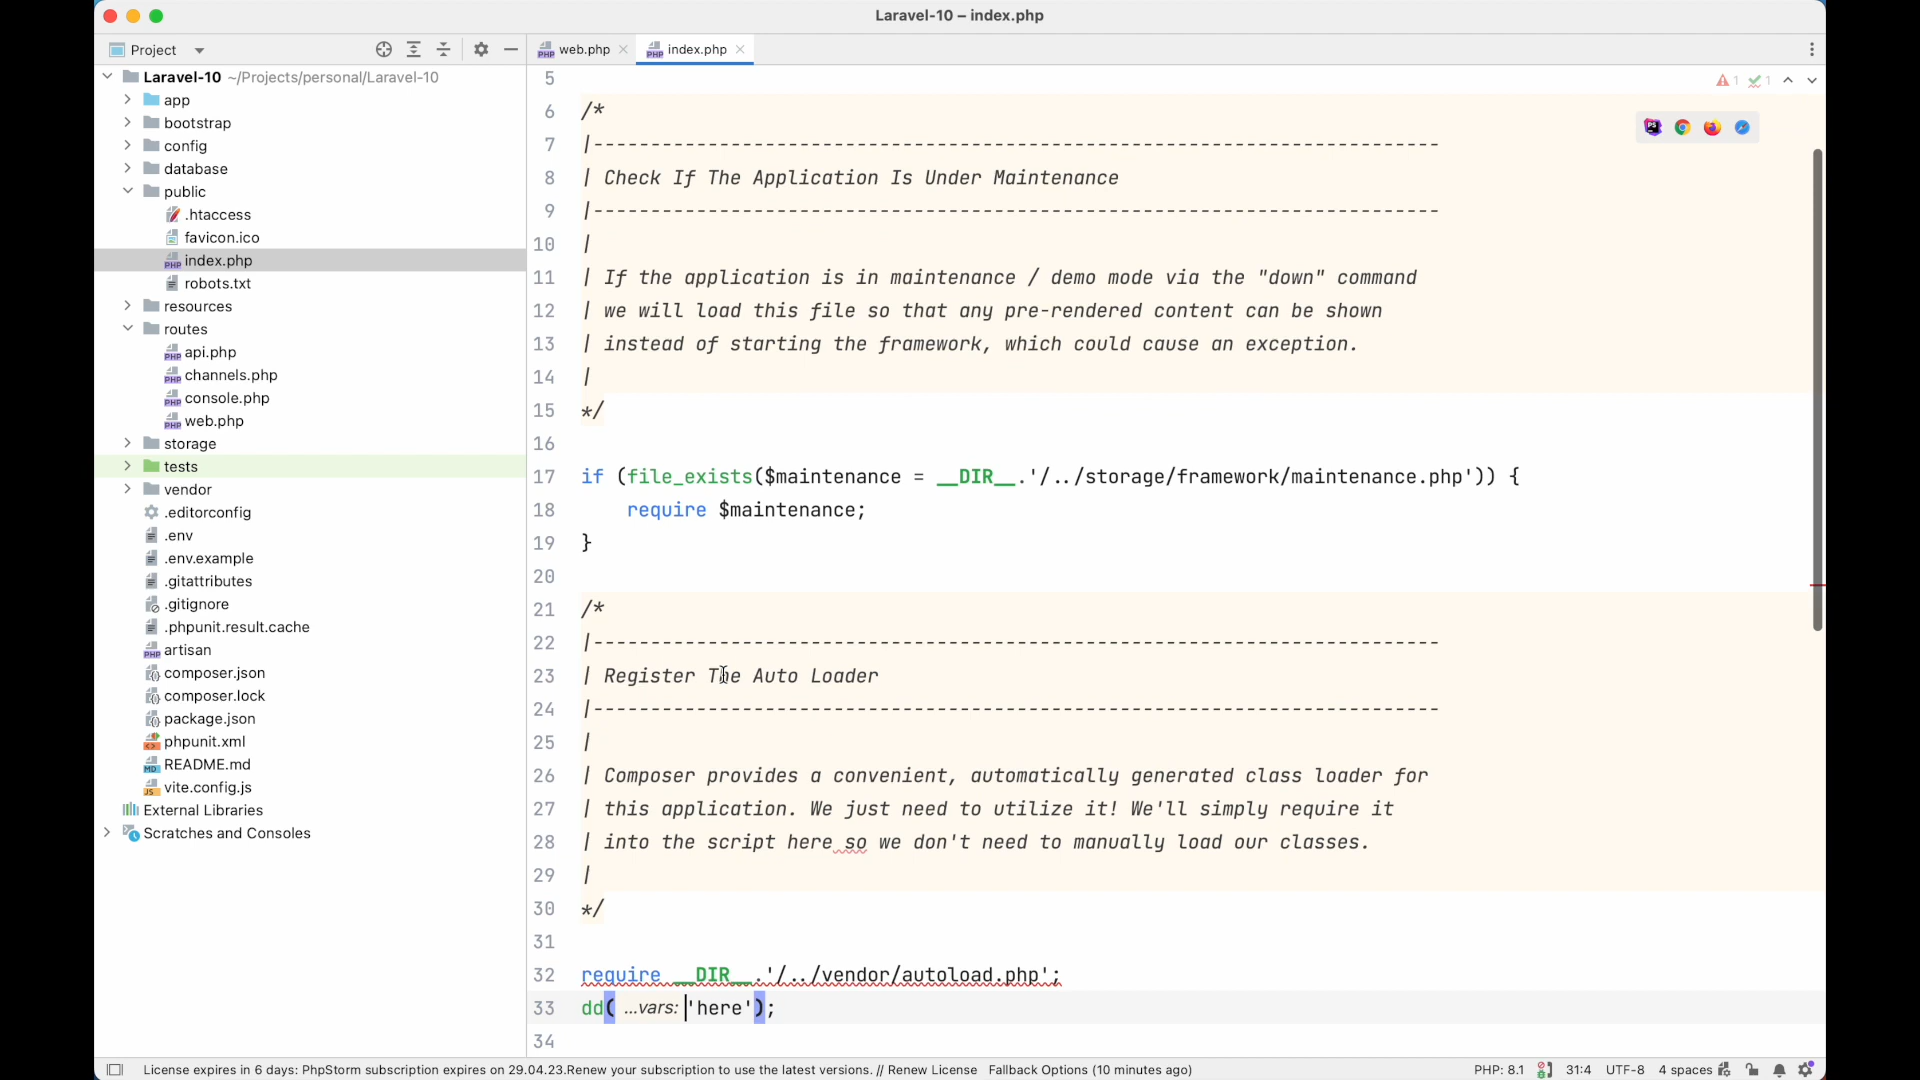 Laravel-10 – index.php
Project
web.php
index.php
Laravel-10 ~/Projects/personal/Laravel-10
app
bootstrap
config
database
public
.htaccess
favicon.ico
index.php
robots.txt
resources
routes
api.php
channels.php
console.php
web.php
storage
tests
vendor
.editorconfig
.env
.env.example
.gitattributes
.gitignore
.phpunit.result.cache
artisan
composer.json
composer.lock
package.json
phpunit.xml
README.md
vite.config.js
External Libraries
Scratches and Consoles
1 1
5
6 /*
7 |--------------------------------------------------------------------------
8 | Check If The Application Is Under Maintenance
9 |--------------------------------------------------------------------------
10 |
11 | If the application is in maintenance / demo mode via the "down" command
12 | we will load this file so that any pre-rendered content can be shown
13 | instead of starting the framework, which could cause an exception.
14 |
15 */
16
17 if (file_exists($maintenance = __DIR__.'/../storage/framework/maintenance.php')) {
18 require $maintenance;
19 }
20
21 /*
22 |--------------------------------------------------------------------------
23 | Register The Auto Loader
24 |--------------------------------------------------------------------------
25 |
26 | Composer provides a convenient, automatically generated class loader for
27 | this application. We just need to utilize it! We'll simply require it
28 | into the script here so we don't need to manually load our classes.
29 |
30 */
31
32 require __DIR__.'/../vendor/autoload.php';
33 dd( ...vars: 'here');
34
License expires in 6 days: PhpStorm subscription expires on 29.04.23.Renew your subscription to use the latest versions. // Renew License Fallback Options (10 minutes ago)
PHP: 8.1 31:4 UTF-8 4 spaces